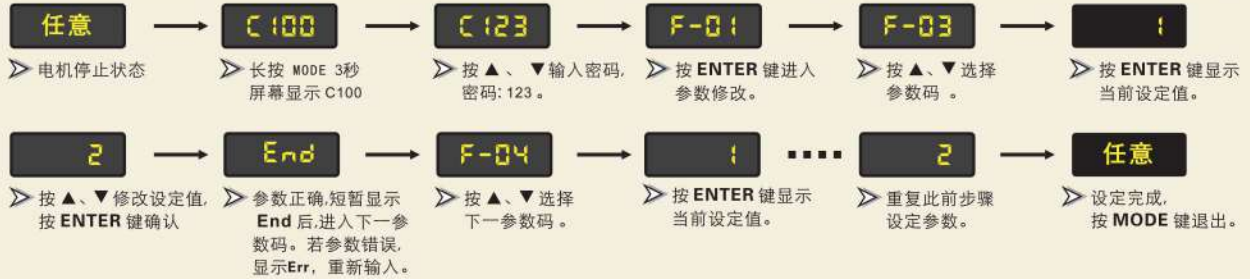 任意
电机停止状态
C100
长按 MODE 3秒
屏幕显示 C100
C123
按 ▲、▼输入密码,
密码: 123。
F-01
按 ENTER 键进入
参数修改。
F-03
按 ▲、▼ 选择
参数码 。
1
按 ENTER 键显示
当前设定值。
2
按 ▲、▼ 修改设定值,
按 ENTER 键确认
End
参数正确,短暂显示
End 后,进入下一参
数码。若参数错误,
显示Err, 重新输入。
F-04
按 ▲、▼ 选择
下一参数码 。
1
按 ENTER 键显示
当前设定值。
2
重复此前步骤
设定参数。
任意
设定完成,
按 MODE 键退出。